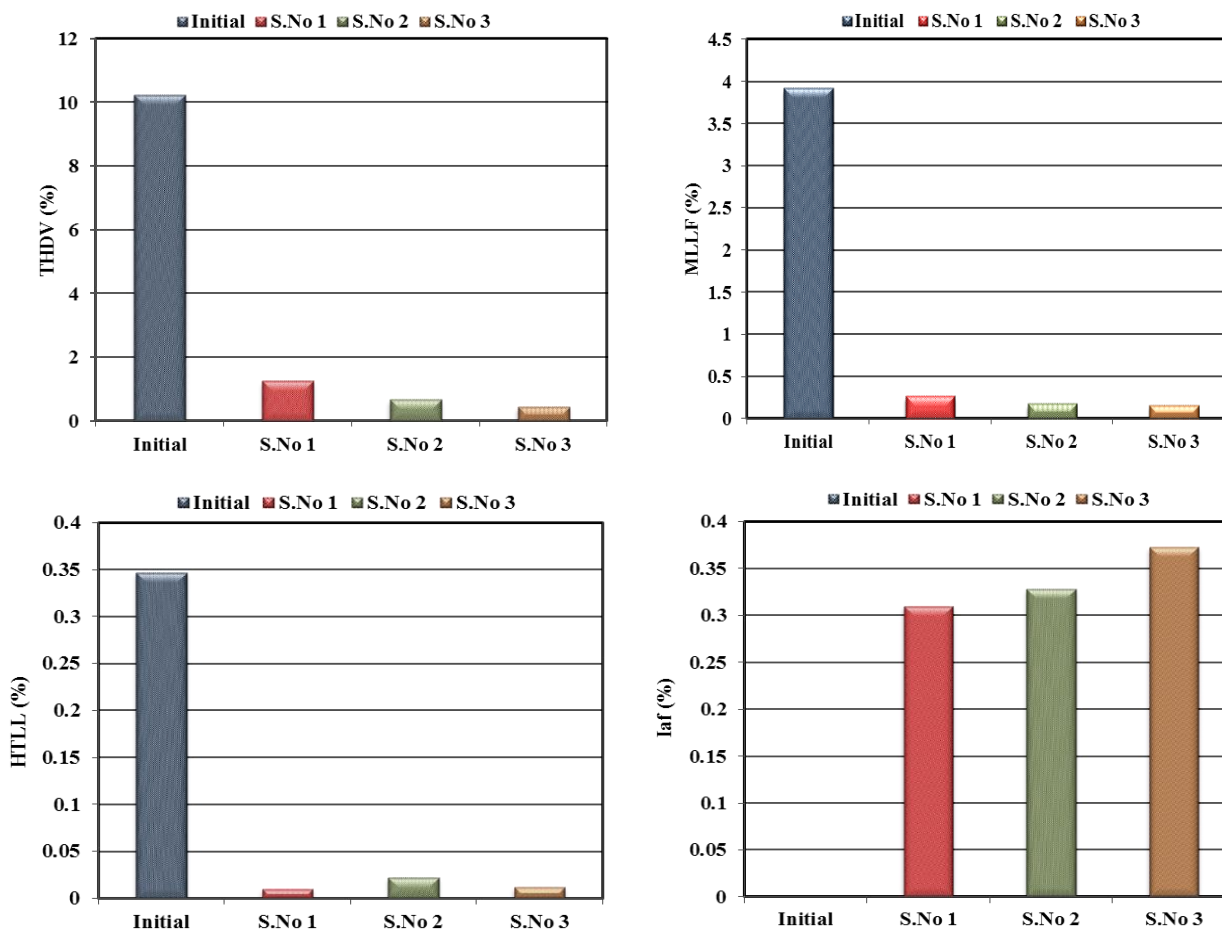 Initial S.No 1 S.No 2 S.No 3
12
10
8
6
4
2
0
THDV (%)
Initial S.No 1 S.No 2 S.No 3
Initial S.No 1 S.No 2 S.No 3
4.5
4
3.5
3
2.5
2
1.5
1
0.5
0
MLLF (%)
Initial S.No 1 S.No 2 S.No 3
Initial S.No 1 S.No 2 S.No 3
0.4
0.35
0.3
0.25
0.2
0.15
0.1
0.05
0
HTLL (%)
Initial S.No 1 S.No 2 S.No 3
Initial S.No 1 S.No 2 S.No 3
0.4
0.35
0.3
0.25
0.2
0.15
0.1
0.05
0
Iaf (%)
Initial S.No 1 S.No 2 S.No 3